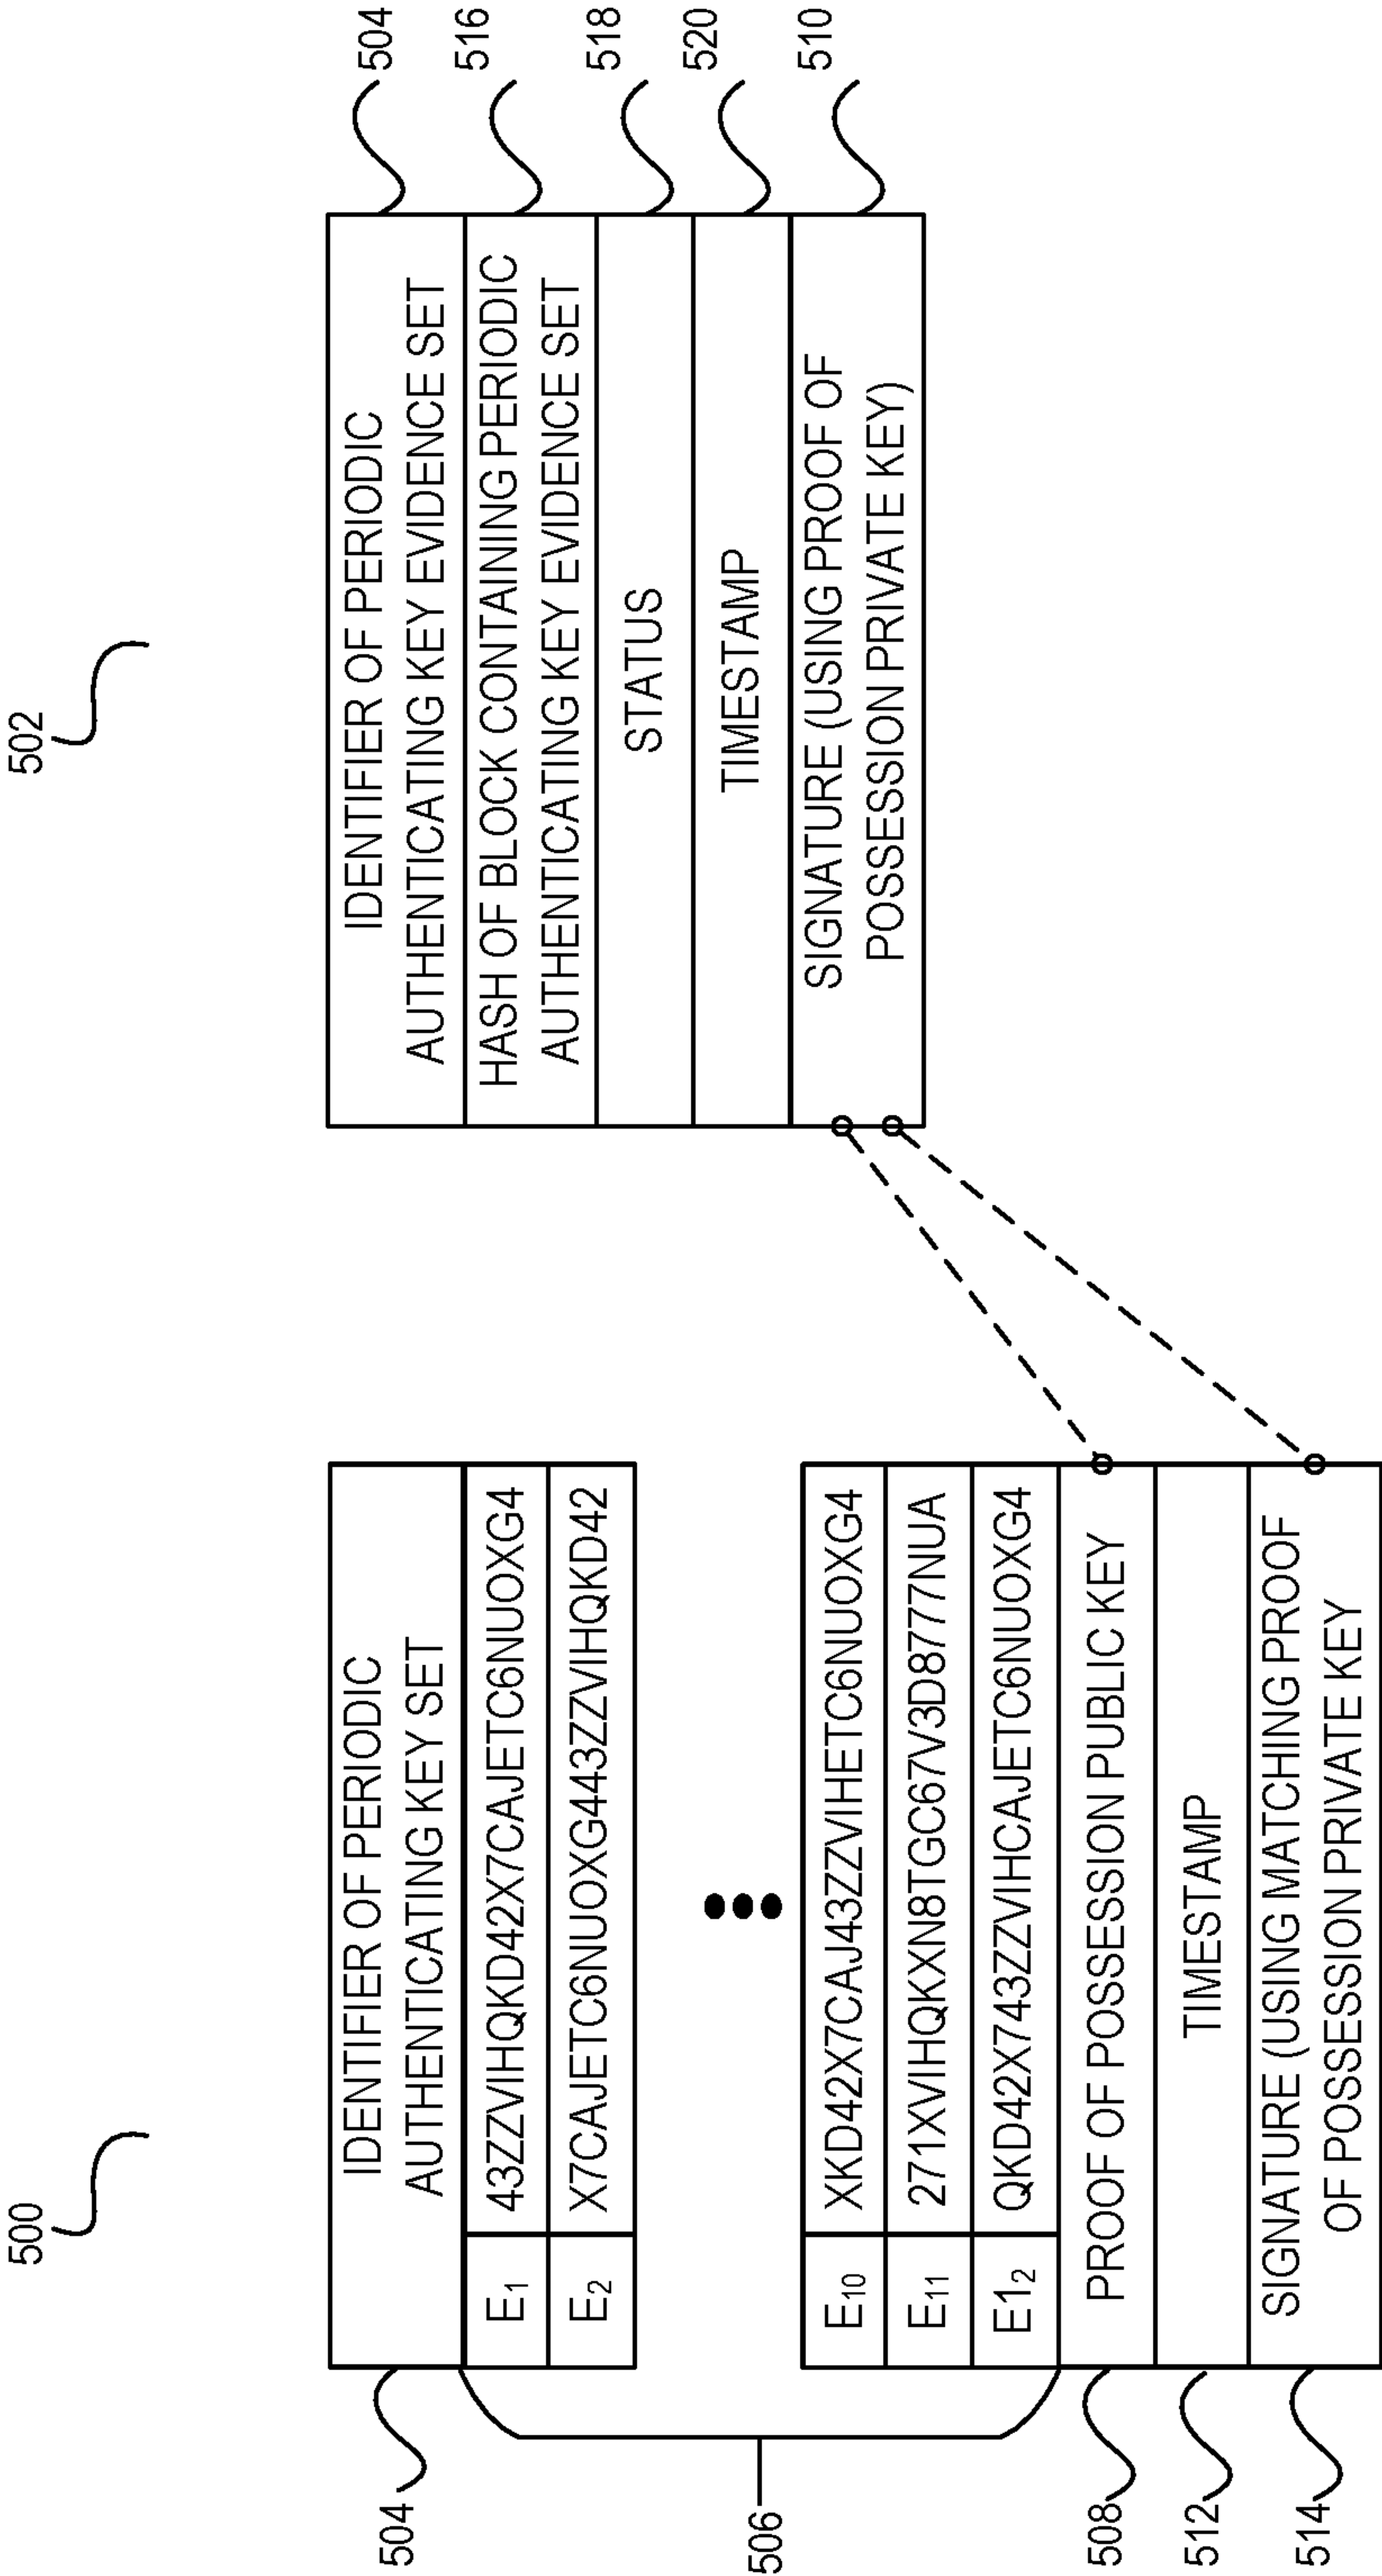 500
504
IDENTIFIER OF PERIODIC
AUTHENTICATING KEY SET
506
E1 43ZZVIHQKD42X7CAJETC6NUOXG4
E2 X7CAJETC6NUOXG443ZZVIHQKD42
E10 XKD42X7CAJ43ZZVIHETC6NUOXG4
E11 271XVIHQKXN8TGC67V3D8777NUA
E12 QKD42X743ZZVIHCAJETC6NUOXG4
508
PROOF OF POSSESSION PUBLIC KEY
512
TIMESTAMP
514
SIGNATURE (USING MATCHING PROOF
OF POSSESSION PRIVATE KEY
502
IDENTIFIER OF PERIODIC
AUTHENTICATING KEY EVIDENCE SET
504
HASH OF BLOCK CONTAINING PERIODIC
AUTHENTICATING KEY EVIDENCE SET
516
STATUS
518
TIMESTAMP
520
SIGNATURE (USING PROOF OF
POSSESSION PRIVATE KEY)
510